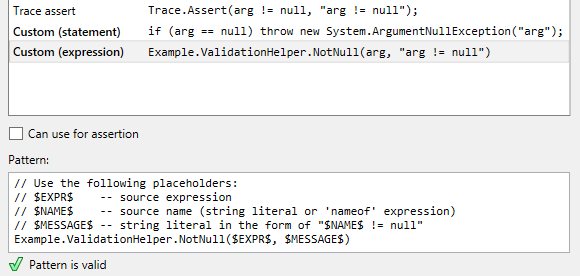 Trace assert Trace.Assert(arg != null, "arg != null");
Custom (statement) if (arg == null) throw new System.ArgumentNullException("arg");
Custom (expression) Example.ValidationHelper.NotNull(arg, "arg != null")
Can use for assertion
Pattern:
// Use the following placeholders:
// $EXPR$    -- source expression
// $NAME$    -- source name (string literal or 'nameof' expression)
// $MESSAGE$ -- string literal in the form of "$NAME$ != null"
Example.ValidationHelper.NotNull($EXPR$, $MESSAGE$)
Pattern is valid